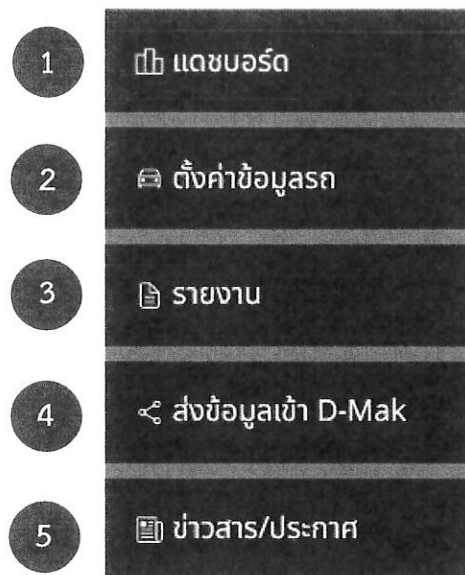 1 แดชบอร์ด
2 ตั้งค่าข้อมูลรถ
3 รายงาน
4 ส่งข้อมูลเข้า D-Mak
5 ข่าวสาร/ประกาศ